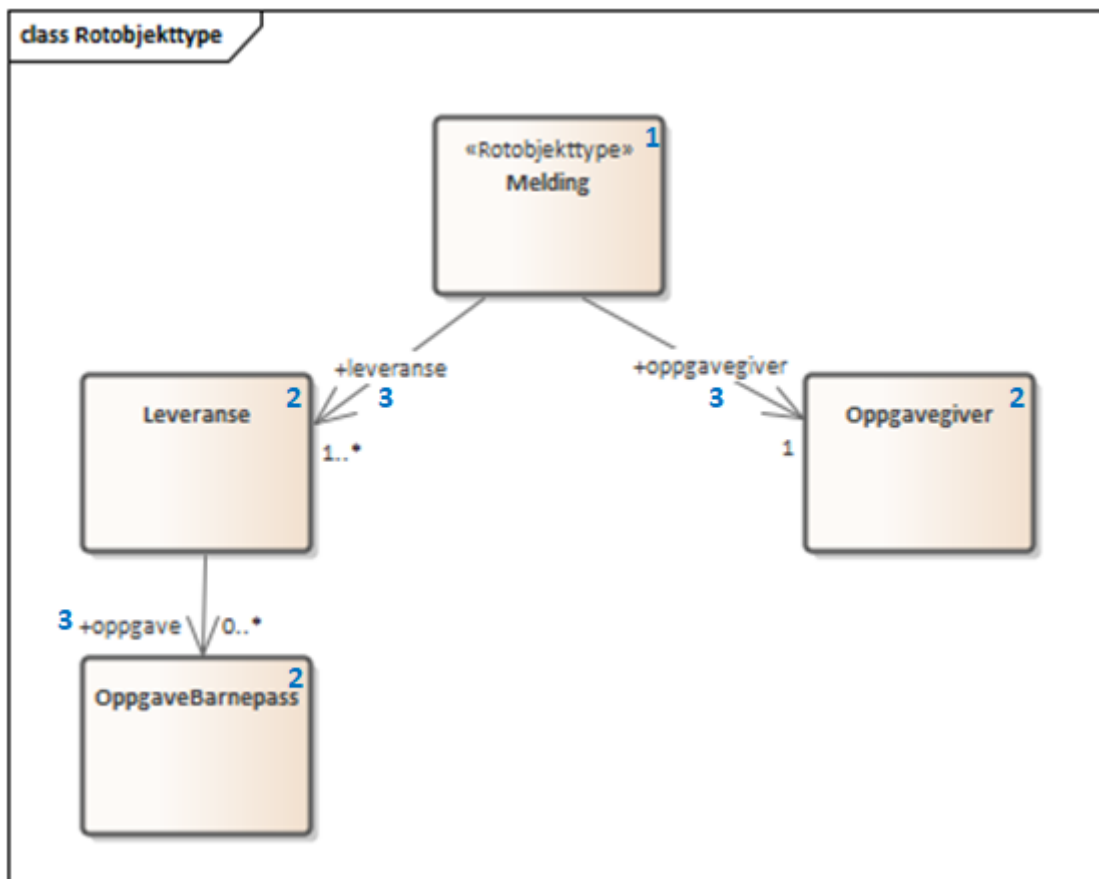 class Rotobjekttype
1
«Rotobjekttype»
Melding
+leveranse
3
+oppgavegiver
3
Leveranse
2
1..*
Oppgavegiver
2
1
3
+oppgave
0..*
OppgaveBarnepass
2